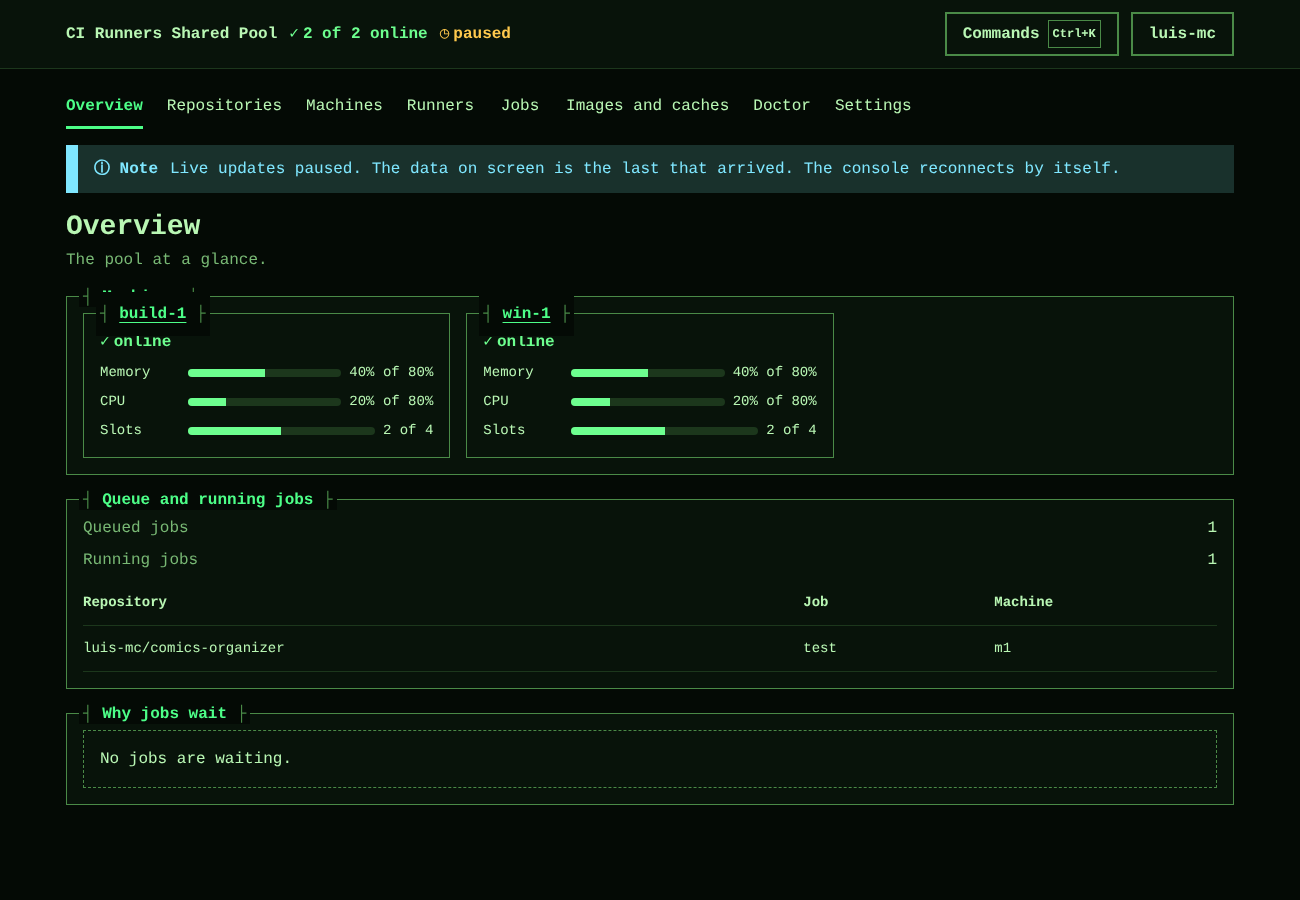 CI Runners Shared Pool ✓ 2 of 2 online ◷ paused Commands Ctrl+K luis-mc
Overview Repositories Machines Runners Jobs Images and caches Doctor Settings
ⓘ Note Live updates paused. The data on screen is the last that arrived. The console reconnects by itself.
Overview
The pool at a glance.
build-1 win-1
✓ online ✓ online
Memory 40% of 80% Memory 40% of 80%
CPU 20% of 80% CPU 20% of 80%
Slots 2 of 4 Slots 2 of 4
Queue and running jobs
Queued jobs 1
Running jobs 1
Repository Job Machine
luis-mc/comics-organizer test m1
Why jobs wait
No jobs are waiting.